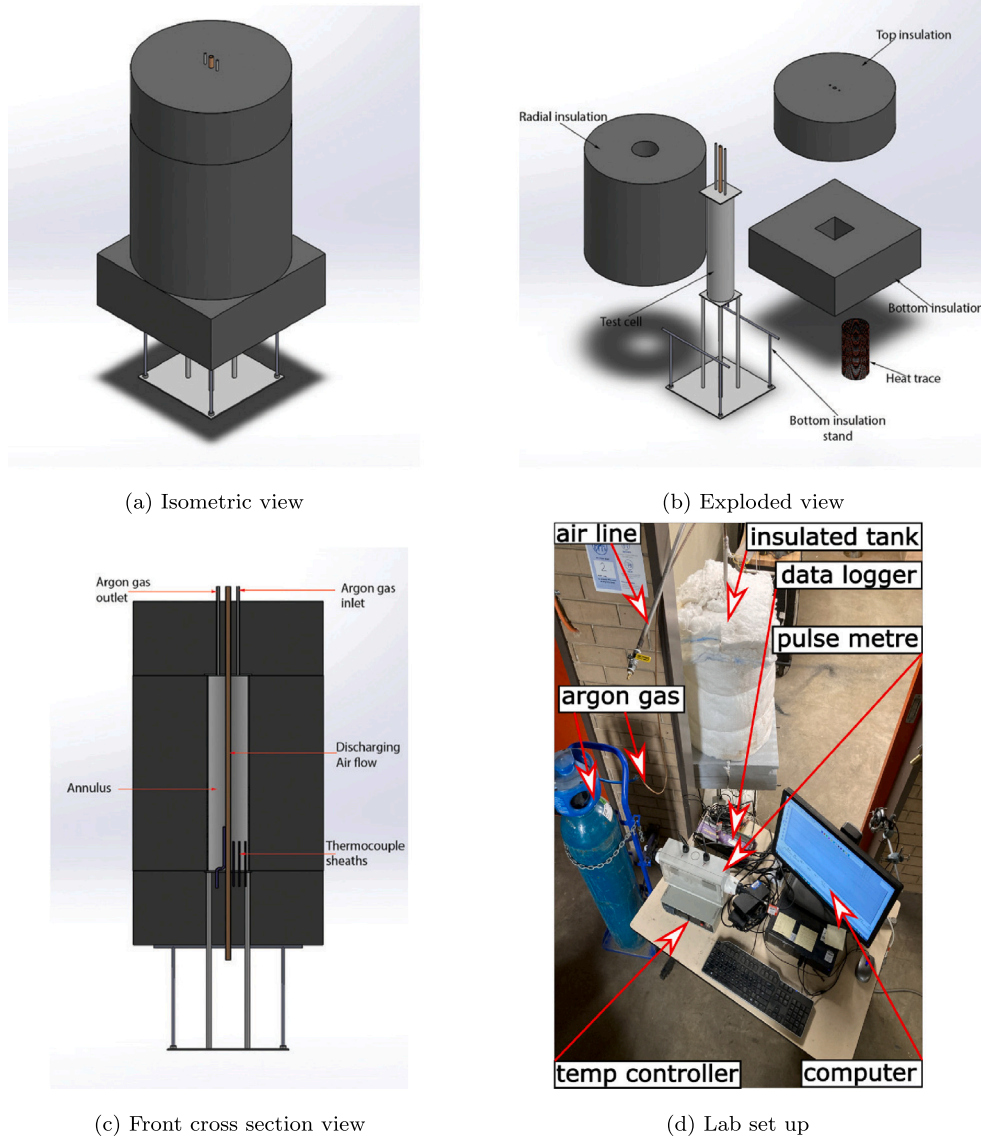 Top insulation
Radial insulation
Test cell
Bottom insulation
Heat trace
Bottom insulation
stand
(a) Isometric view
(b) Exploded view
Argon gas
outlet
Argon gas
inlet
Discharging
Air flow
Annulus
Thermocouple
sheaths
air line
insulated tank
data logger
pulse metre
argon gas
2
temp controller
computer
(c) Front cross section view
(d) Lab set up